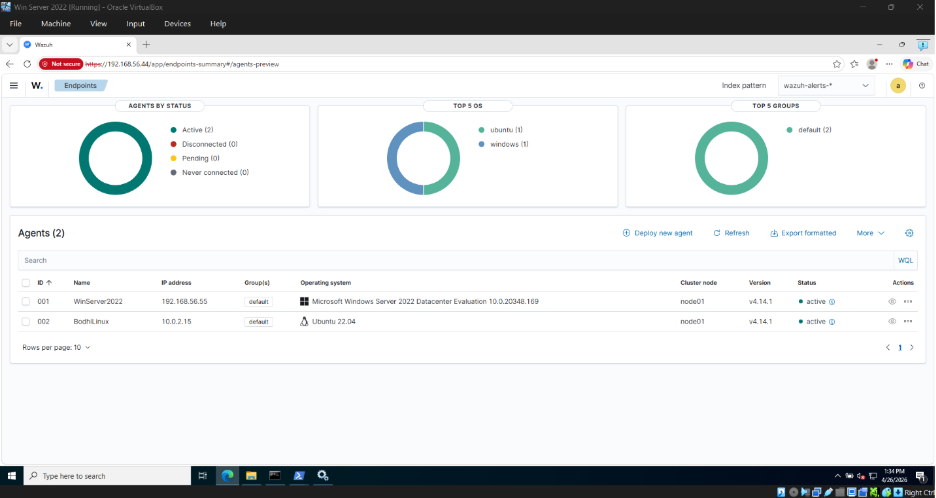 Win Server 2022 [Running] - Oracle VirtualBox
File Machine View Input Devices Help
Wazuh
Not secure https://192.168.56.44/app/endpoints-summary#/agents-preview
Chat
W. Endpoints Index pattern wazuh-alerts-* a
AGENTS BY STATUS
Active (2)
Disconnected (0)
Pending (0)
Never connected (0)
TOP 5 OS
ubuntu (1)
windows (1)
TOP 5 GROUPS
default (2)
Agents (2) Deploy new agent Refresh Export formatted More
Search WQL
ID Name IP address Group(s) Operating system Cluster node Version Status Actions
001 WinServer2022 192.168.56.55 default Microsoft Windows Server 2022 Datacenter Evaluation 10.0.20348.169 node01 v4.14.1 active
002 BodhiLinux 10.0.2.15 default Ubuntu 22.04 node01 v4.14.1 active
Rows per page: 10 1
Type here to search
1:34 PM
4/26/2026
1
Right Ctrl